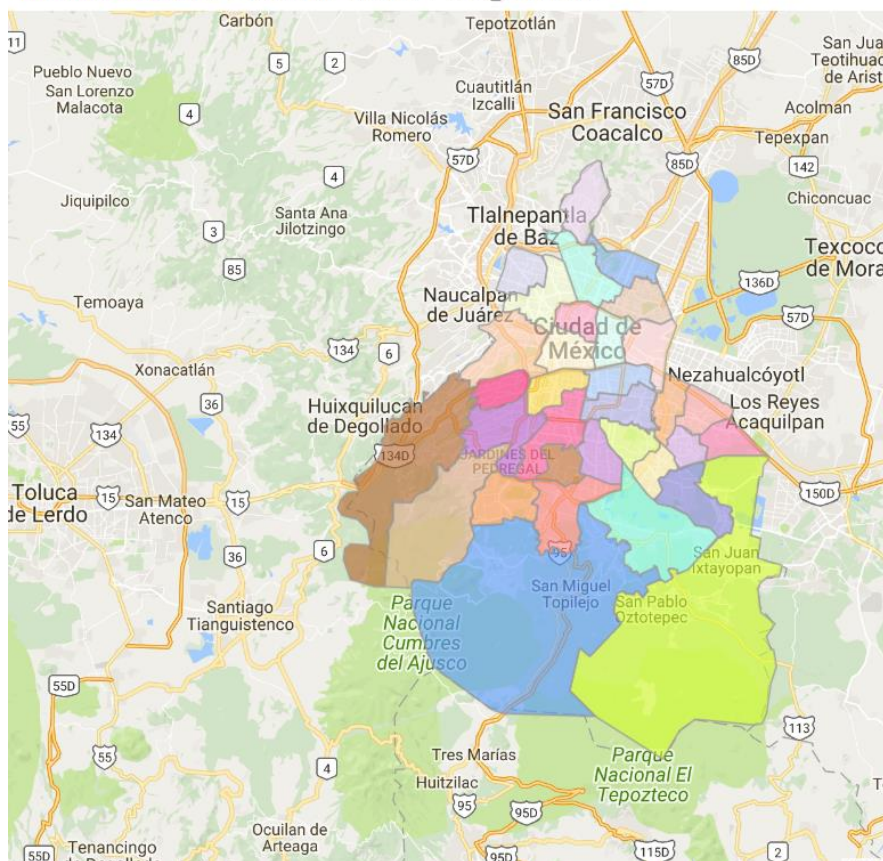 Carbón
Tepotzotlán
11
5
2
85D
San Jua
Teotihuac
de Arist
Pueblo Nuevo
San Lorenzo
Malacota
4
Cuautitlán
Izcalli
57D
Villa Nicolás
Romero
San Francisco
Coacalco
Acolman
Tepexpan
57D
85D
142
4
Jiquipilco
Santa Ana
Jilotzingo
Chiconcuac
Tlalnepantla
de Baz
3
Texcoco
de Mora
85
136D
Temoaya
Naucalpan
de Juárez
57D
Ciudad de
México
134
6
Xonacatlán
Nezahualcóyotl
36
Huixquilucan
de Degollado
Los Reyes
Acaquilpan
55
134
134D
JARDINES DEL
PEDREGAL
150D
Toluca
de Lerdo
15
San Mateo
Atenco
15
36
6
95
San Juan
Ixtayopan
San Miguel
Topilejo
San Pablo
Oztotepec
Santiago
Tianguistenco
Parque
Nacional
Cumbres
del Ajusco
55D
113
55
Tres Marías
Parque
Nacional El
Tepozteco
4
Huitzilac
95
95D
Ocuilan de
Arteaga
Tenancingo
55D
95D
115D
2